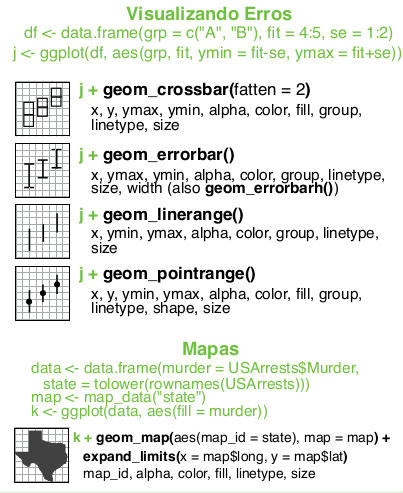 Visualizando Erros
df <- data.frame(grp = c("A", "B"), fit = 4:5, se = 1:2)
j <- ggplot(df, aes(grp, fit, ymin = fit-se, ymax = fit+se))
j + geom_crossbar(fatten = 2)
x, y, ymax, ymin, alpha, color, fill, group,
linetype, size
j + geom_errorbar()
x, ymax, ymin, alpha, color, group, linetype,
size, width (also geom_errorbarh())
j + geom_linerange()
x, ymin, ymax, alpha, color, group, linetype,
size
j + geom_pointrange()
x, y, ymin, ymax, alpha, color, fill, group,
linetype, shape, size
Mapas
data <- data.frame(murder = USArrests$Murder,
state = tolower(rownames(USArrests)))
map <- map_data("state")
k <- ggplot(data, aes(fill = murder))
k + geom_map(aes(map_id = state), map = map) +
expand_limits(x = map$long, y = map$lat)
map_id, alpha, color, fill, linetype, size